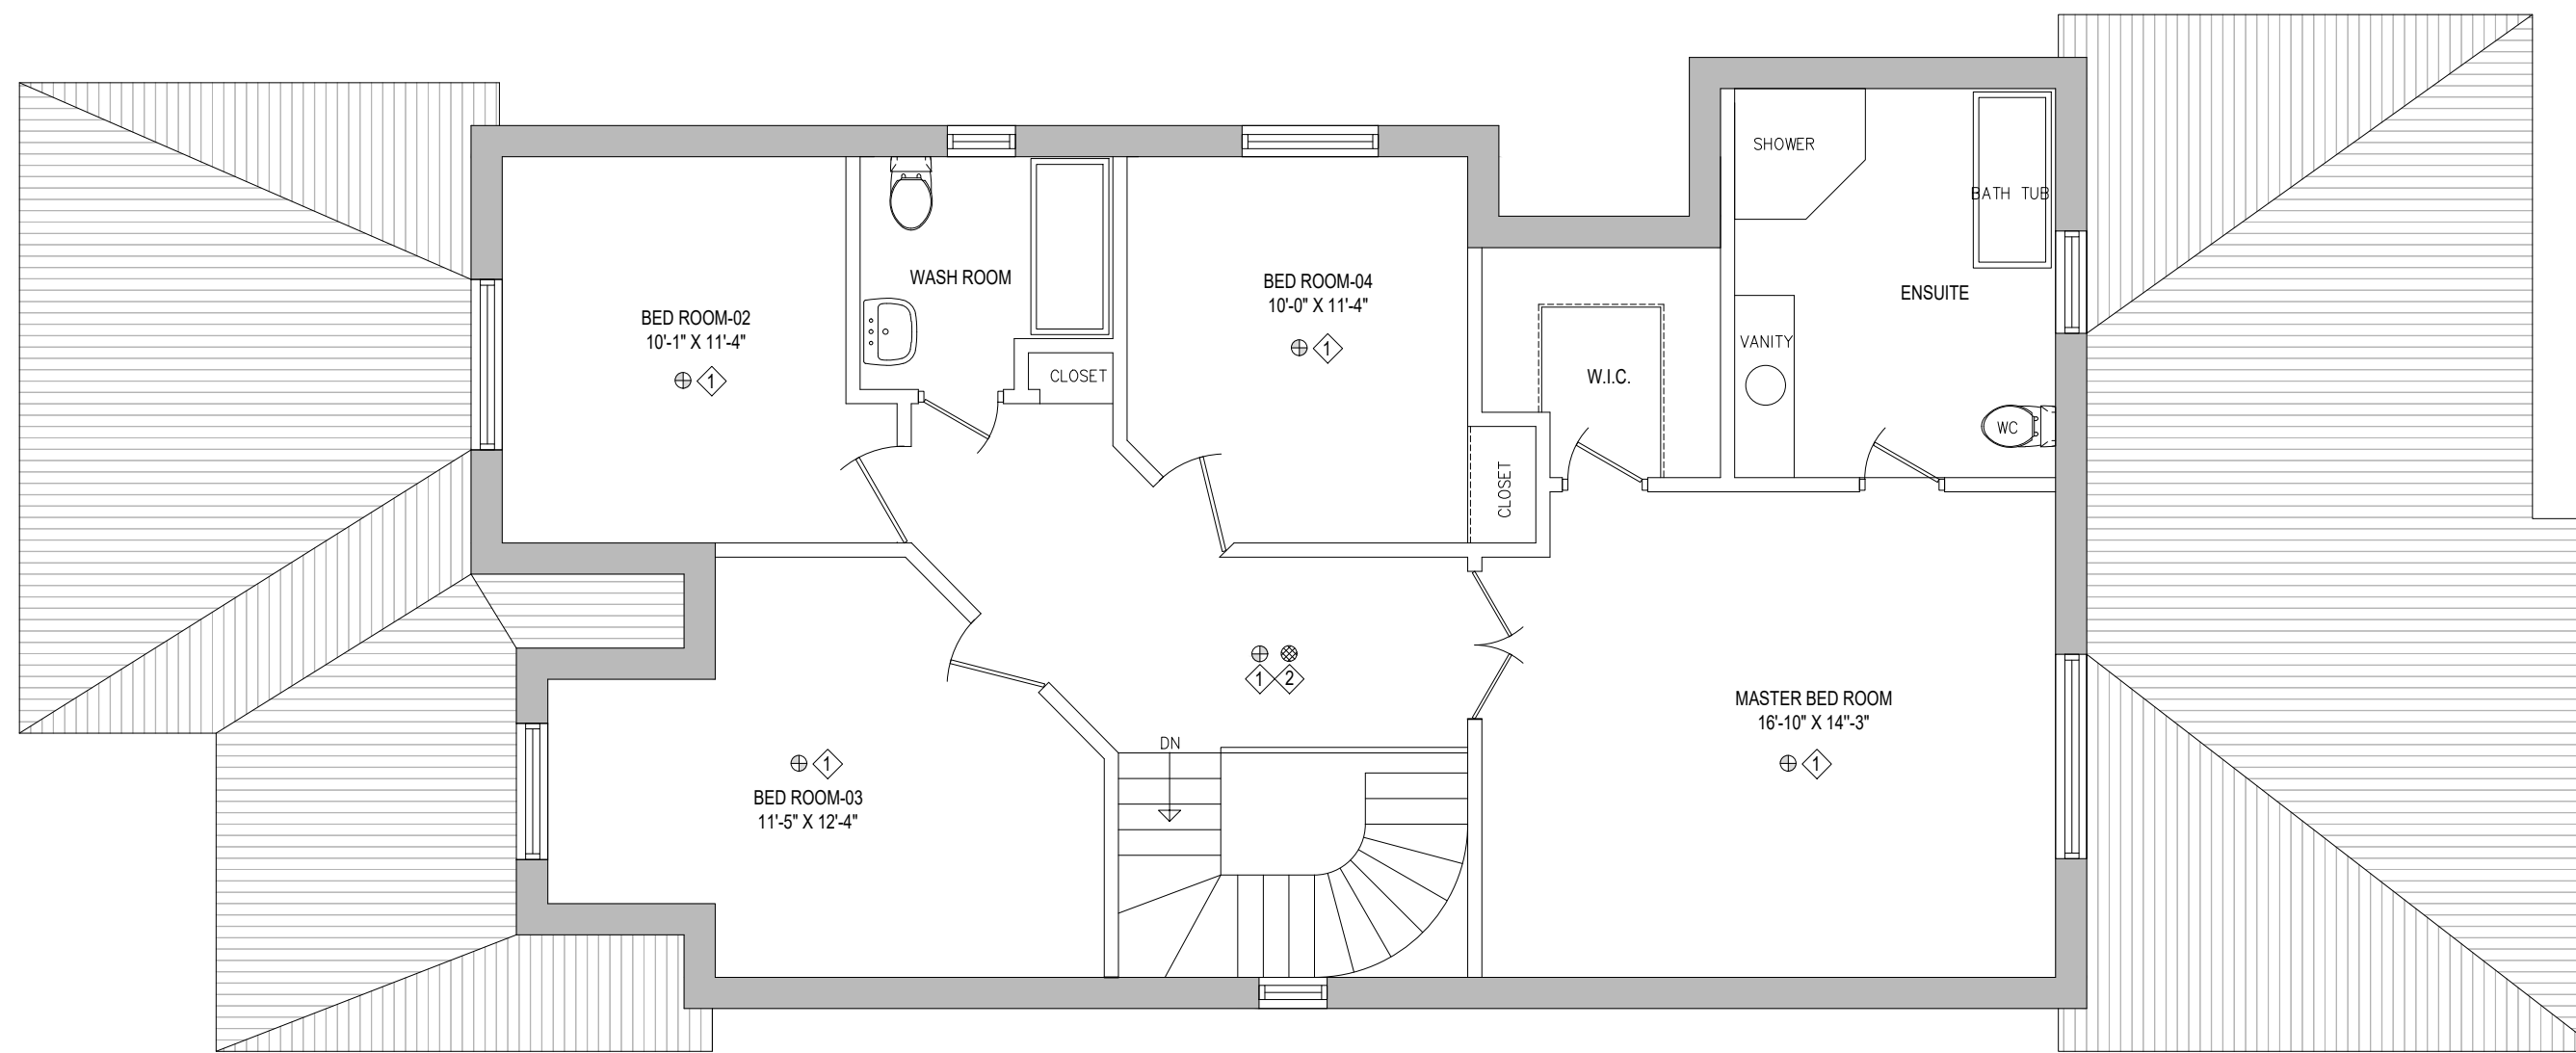 SHOWER
BATH TUB
WASH ROOM
BED ROOM-04
10'-0" X 11'-4"
1
ENSUITE
BED ROOM-02
10'-1" X 11'-4"
1
VANITY
CLOSET
W.I.C.
WC
CLOSET
1 2
MASTER BED ROOM
16'-10" X 14"-3"
1
DN
1
BED ROOM-03
11'-5" X 12'-4"